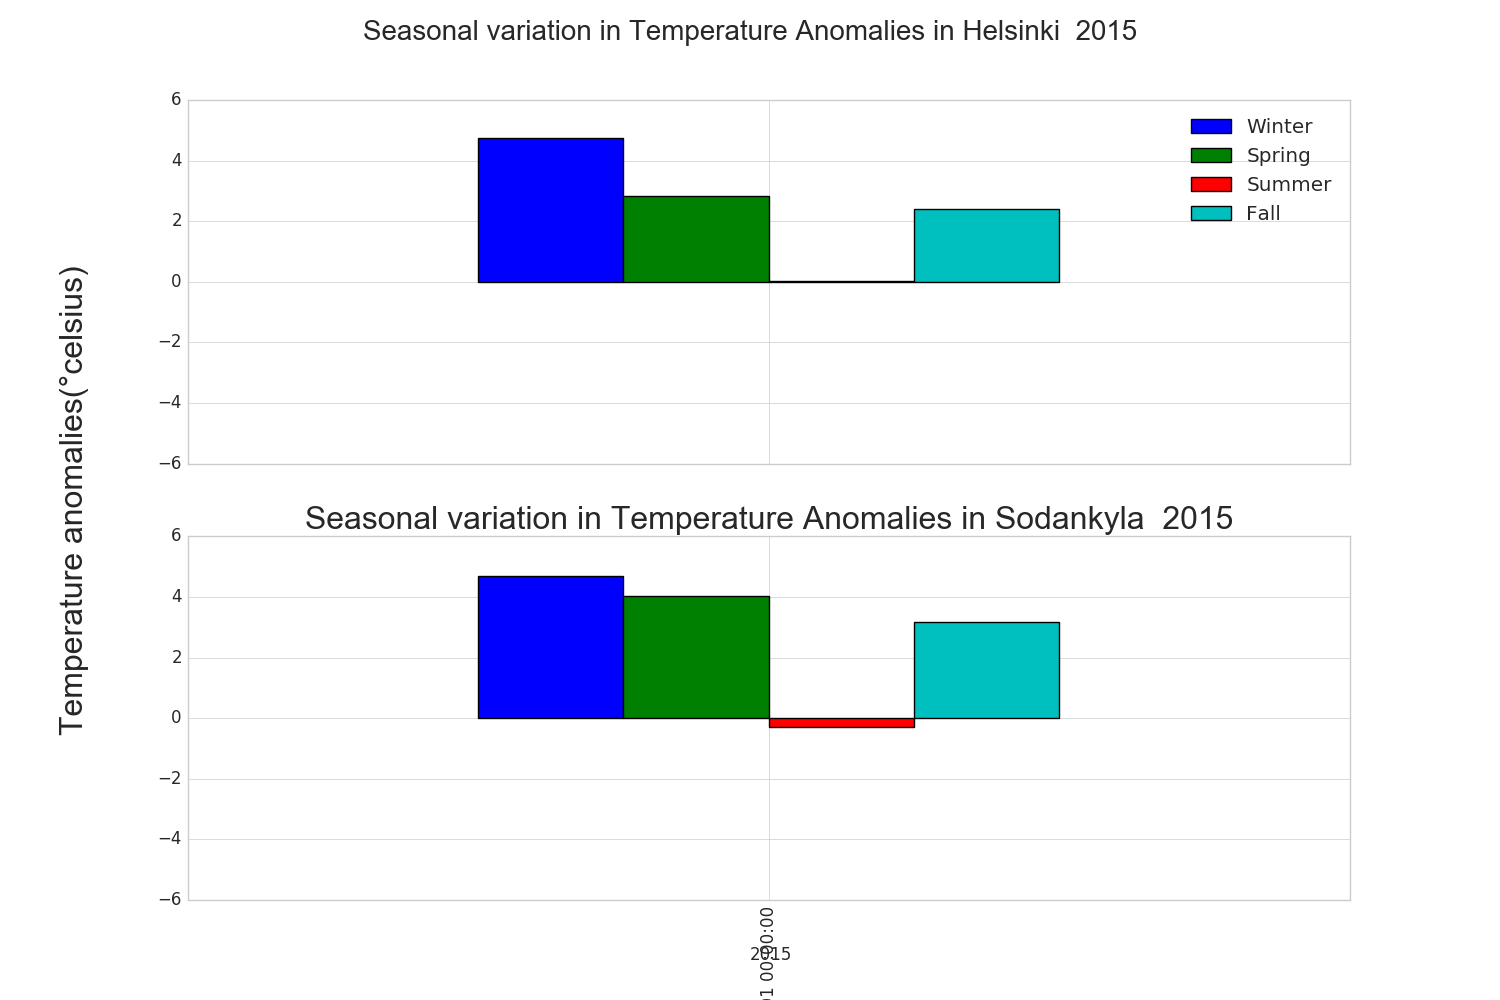 Seasonal variation in Temperature Anomalies in Helsinki  2015
6
4
2
0
−2
−4
−6
Winter
Spring
Summer
Fall
Temperature anomalies(°celsius)
Seasonal variation in Temperature Anomalies in Sodankyla  2015
6
4
2
0
−2
−4
−6
2015